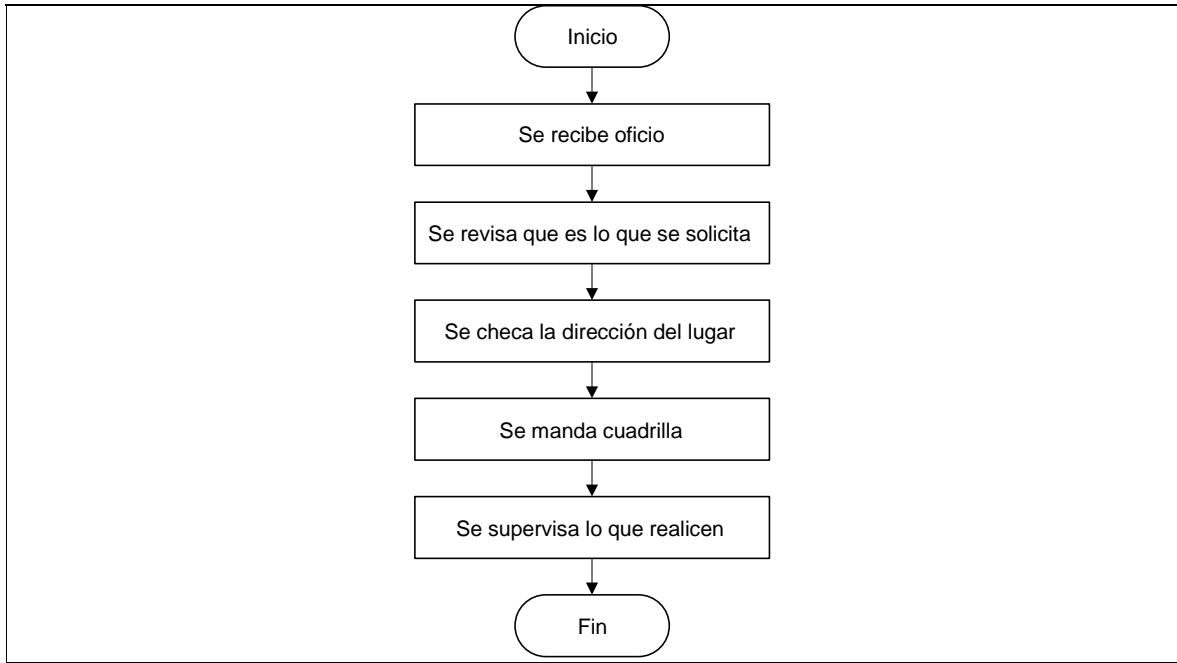 Inicio
Se recibe oficio
Se revisa que es lo que se solicita
Se checa la dirección del lugar
Se manda cuadrilla
Se supervisa lo que realicen
Fin